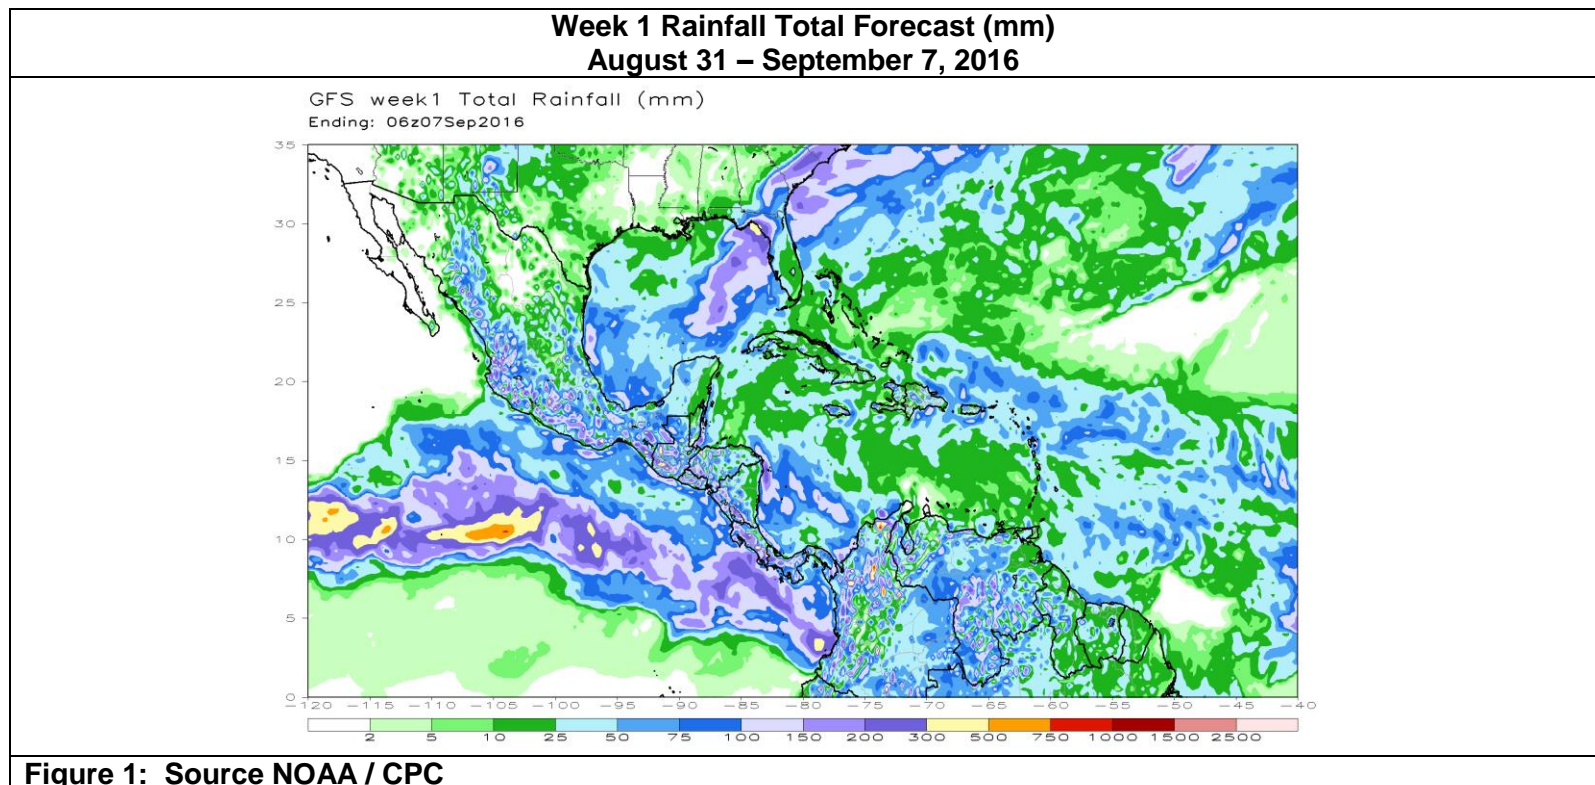 Week 1 Rainfall Total Forecast (mm)
August 31 – September 7, 2016
GFS week1 Total Rainfall (mm)
Ending: 06z07Sep2016
35
30
25
20
15
10
5
0
-120 -115 -110 -105 -100 -95 -90 -85 -80 -75 -70 -65 -60 -55 -50 -45 -40
2 5 10 25 50 75 100 150 200 300 500 750 1000 1500 2500
Figure 1: Source NOAA / CPC